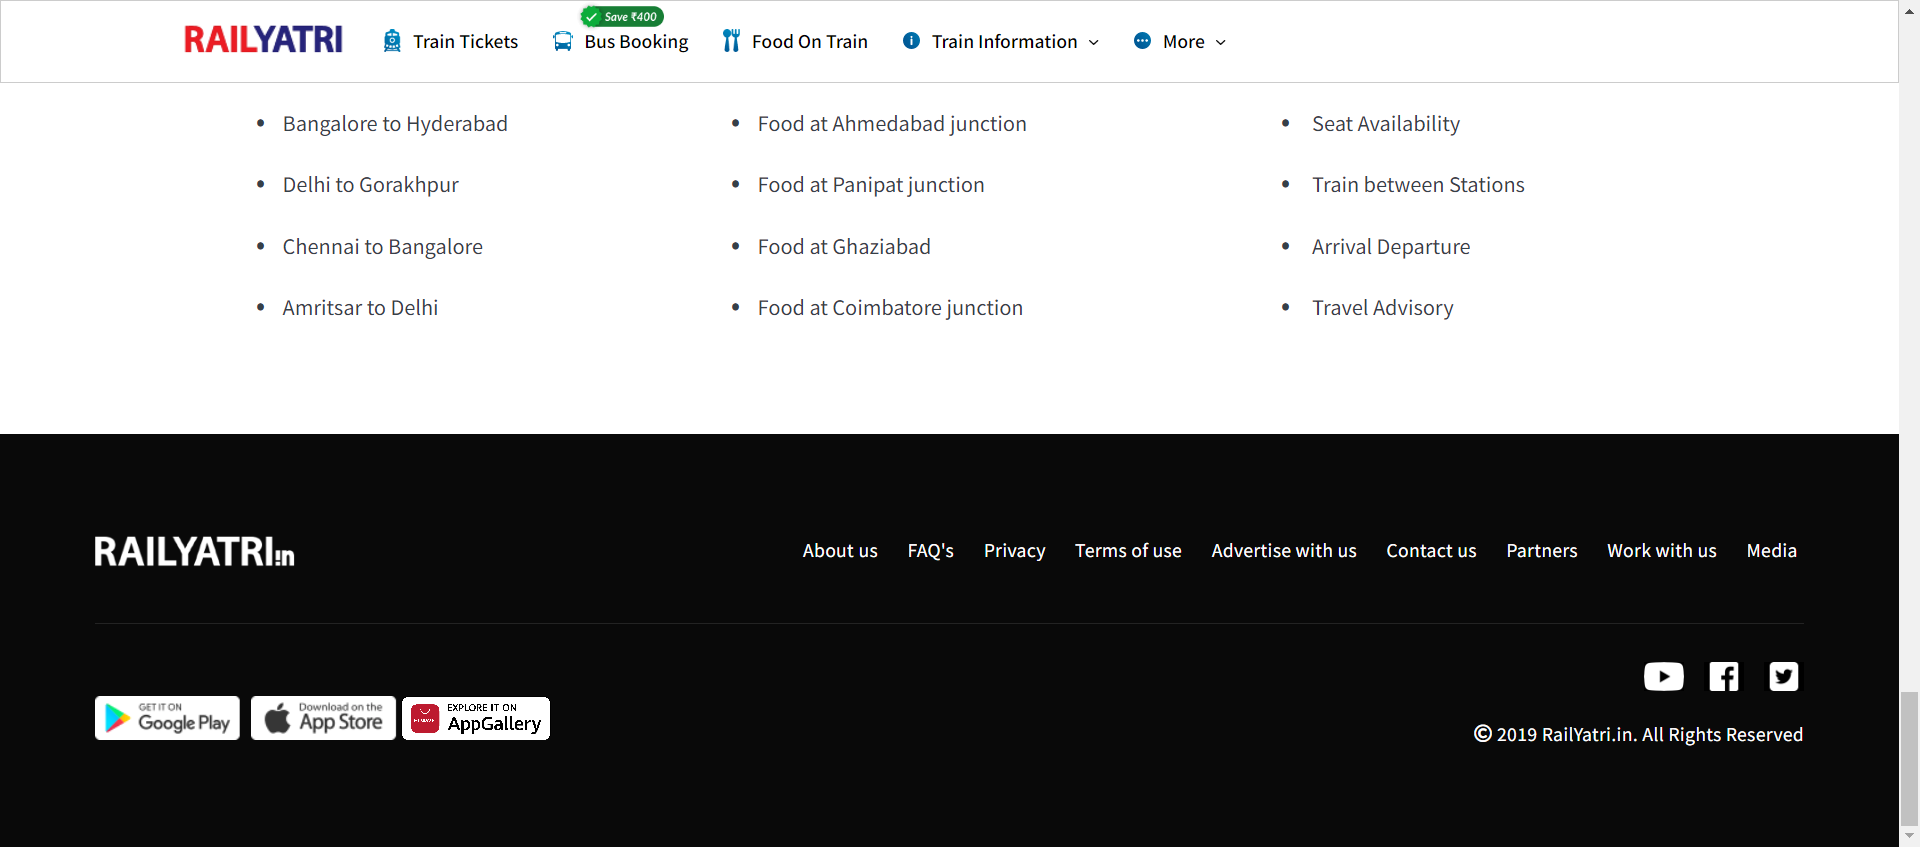 Save ₹400
RAILYATRI Train Tickets Bus Booking Food On Train Train Information More
Bangalore to Hyderabad
Delhi to Gorakhpur
Chennai to Bangalore
Amritsar to Delhi
Food at Ahmedabad junction
Food at Panipat junction
Food at Ghaziabad
Food at Coimbatore junction
Seat Availability
Train between Stations
Arrival Departure
Travel Advisory
RAILYATRI.in About us FAQ's Privacy Terms of use Advertise with us Contact us Partners Work with us Media
GET IT ON
Google Play
Download on the
App Store
EXPLORE IT ON
AppGallery
© 2019 RailYatri.in. All Rights Reserved